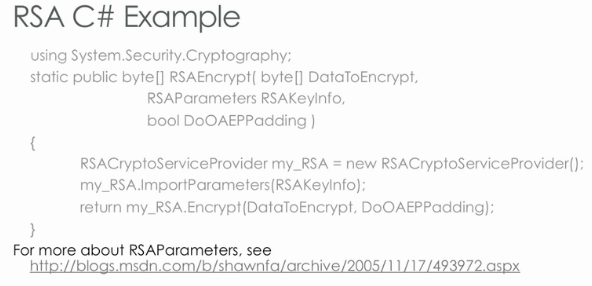 RSA C# Example
using System.Security.Cryptography;
static public byte[] RSAEncrypt( byte[] DataToEncrypt,
RSAParameters RSAKeyInfo,
bool DoOAEPPadding )
{
RSACryptoServiceProvider my_RSA = new RSACryptoServiceProvider();
my_RSA.ImportParameters(RSAKeyInfo);
return my_RSA.Encrypt(DataToEncrypt, DoOAEPPadding);
}
For more about RSAParameters, see
http://blogs.msdn.com/b/shawnfa/archive/2005/11/17/493972.aspx